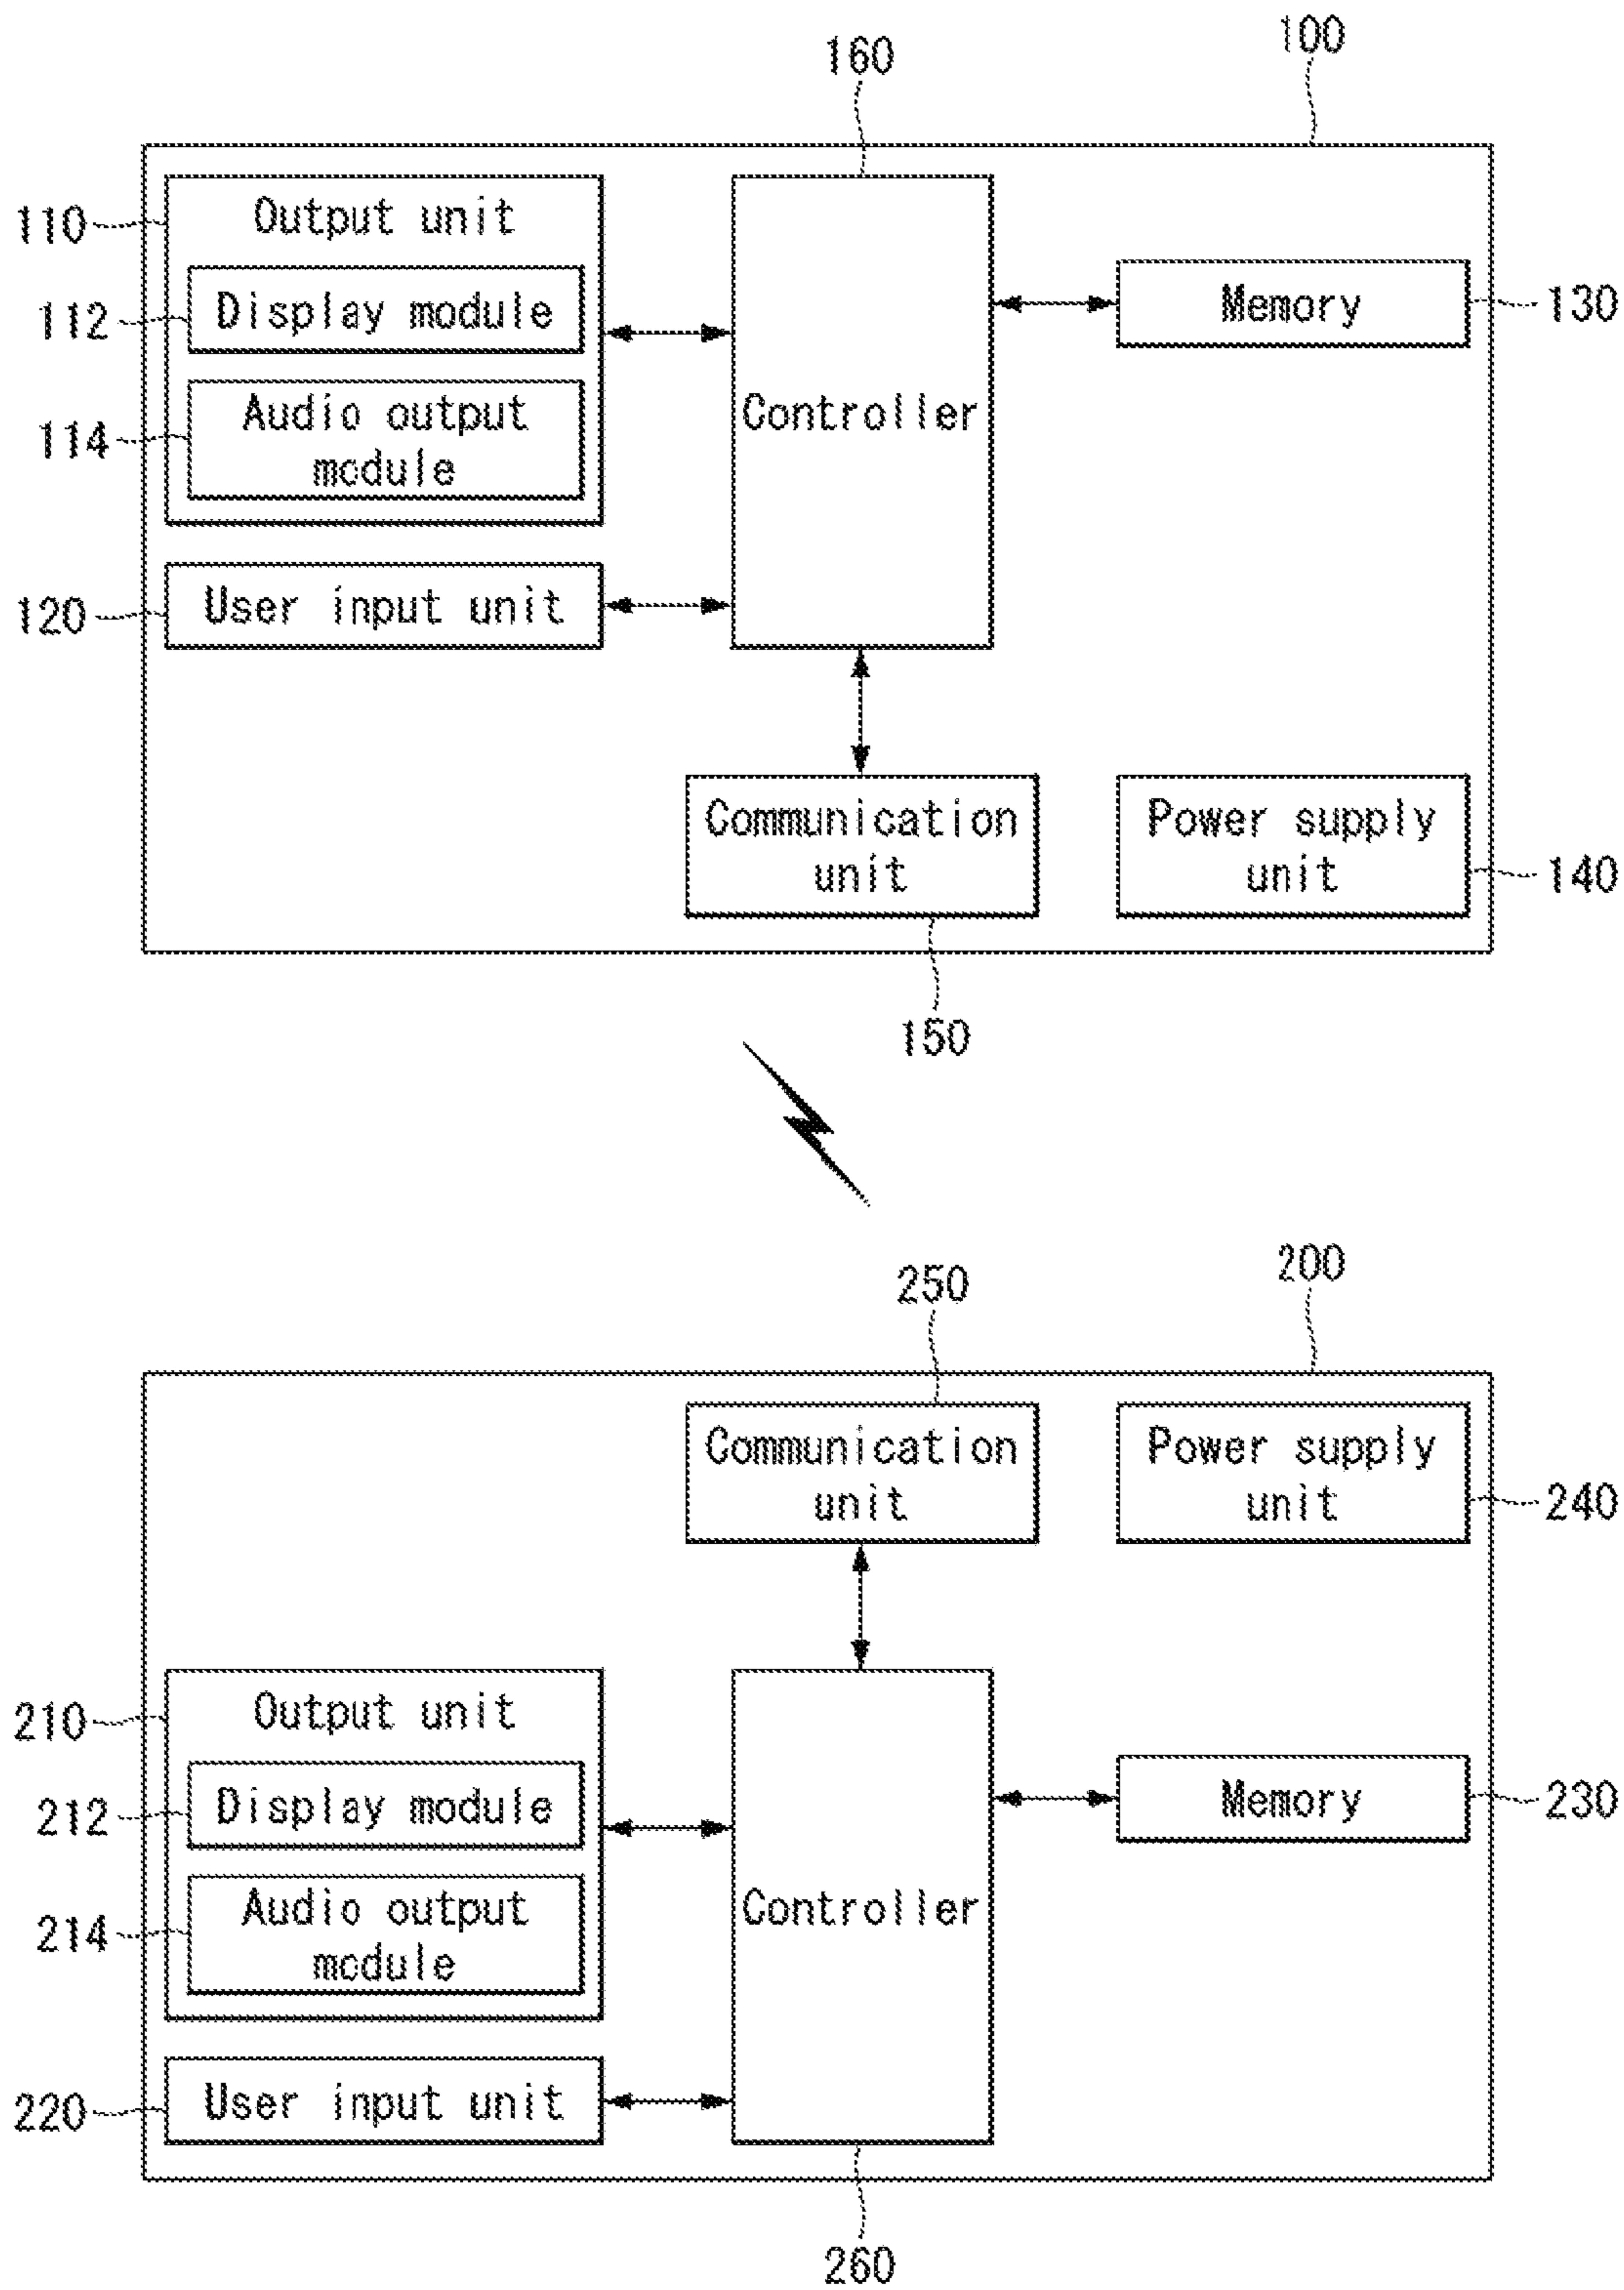 100
160
110
Output unit
112
Display module
114
Audio output
module
Controller
Memory
130
120
User input unit
Communication
unit
Power supply
unit
140
150
200
250
Communication
unit
Power supply
unit
240
210
Output unit
212
Display module
214
Audio output
module
Controller
Memory
230
220
User input unit
260